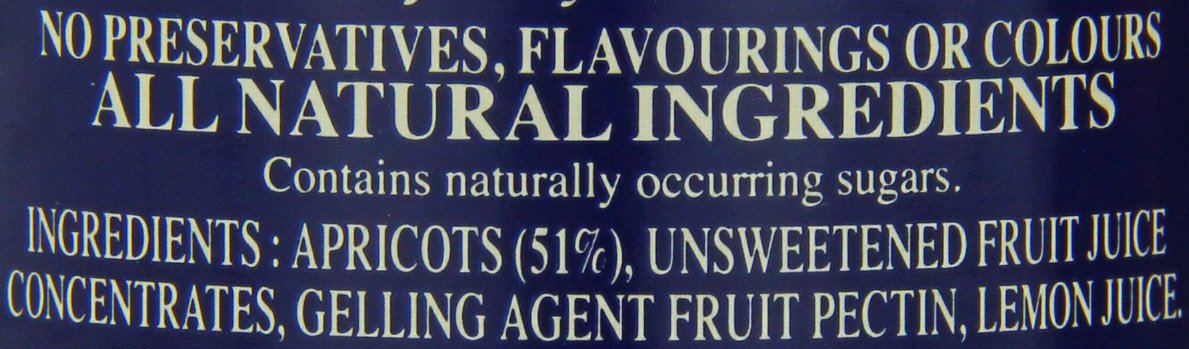 NO PRESERVATIVES, FLAVOURINGS OR COLOURS
ALL NATURAL INGREDIENTS
Contains naturally occurring sugars.
INGREDIENTS : APRICOTS (51%), UNSWEETENED FRUIT JUICE
CONCENTRATES, GELLING AGENT FRUIT PECTIN, LEMON JUICE.